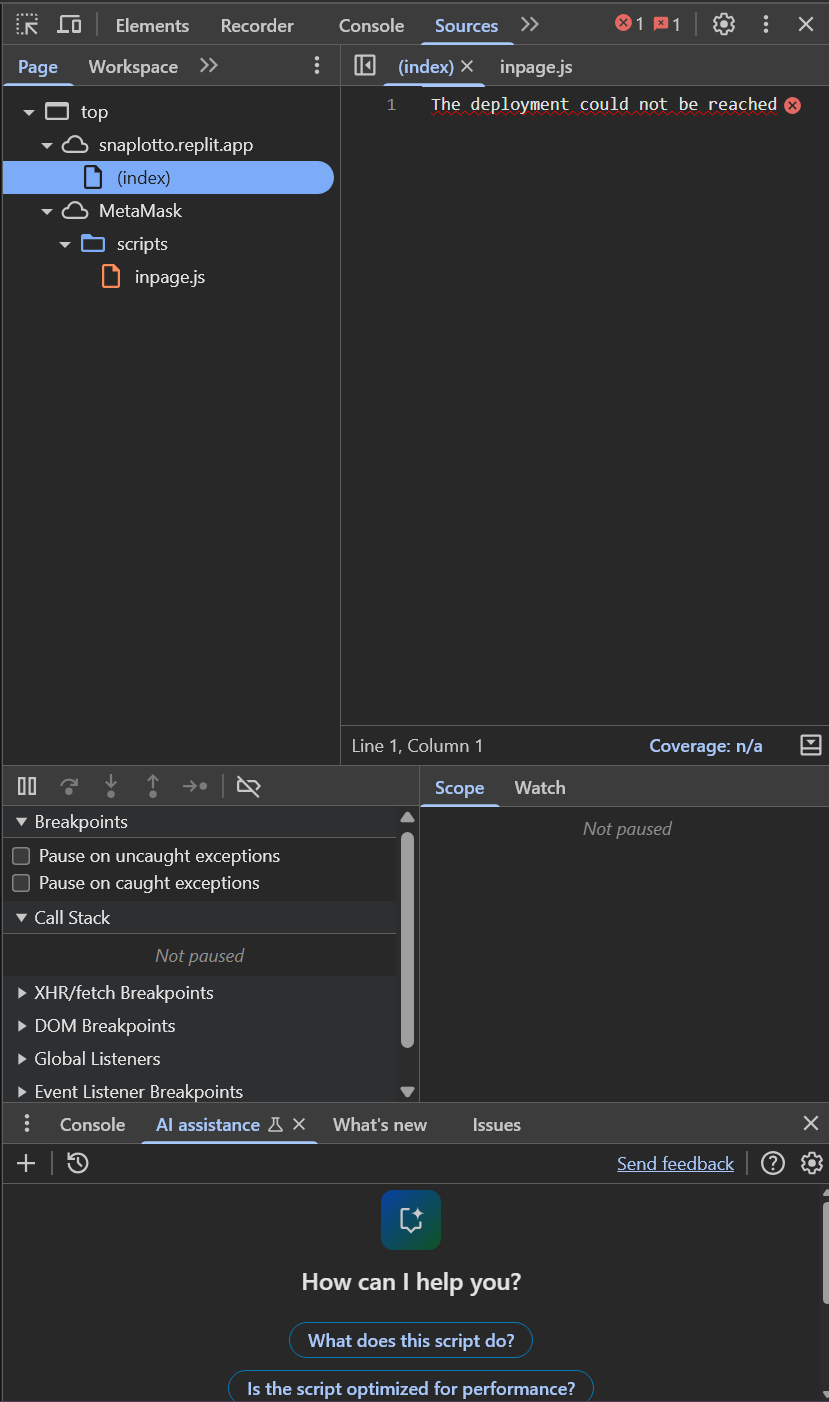 Elements Recorder Console Sources 1 1
Page Workspace
(index) inpage.js
top
snaplotto.replit.app
(index)
MetaMask
scripts
inpage.js
1 The deployment could not be reached
Line 1, Column 1 Coverage: n/a
Scope Watch
Not paused
Breakpoints
Pause on uncaught exceptions
Pause on caught exceptions
Call Stack
Not paused
XHR/fetch Breakpoints
DOM Breakpoints
Global Listeners
Event Listener Breakpoints
Console AI assistance What's new Issues
Send feedback
How can I help you?
What does this script do?
Is the script optimized for performance?